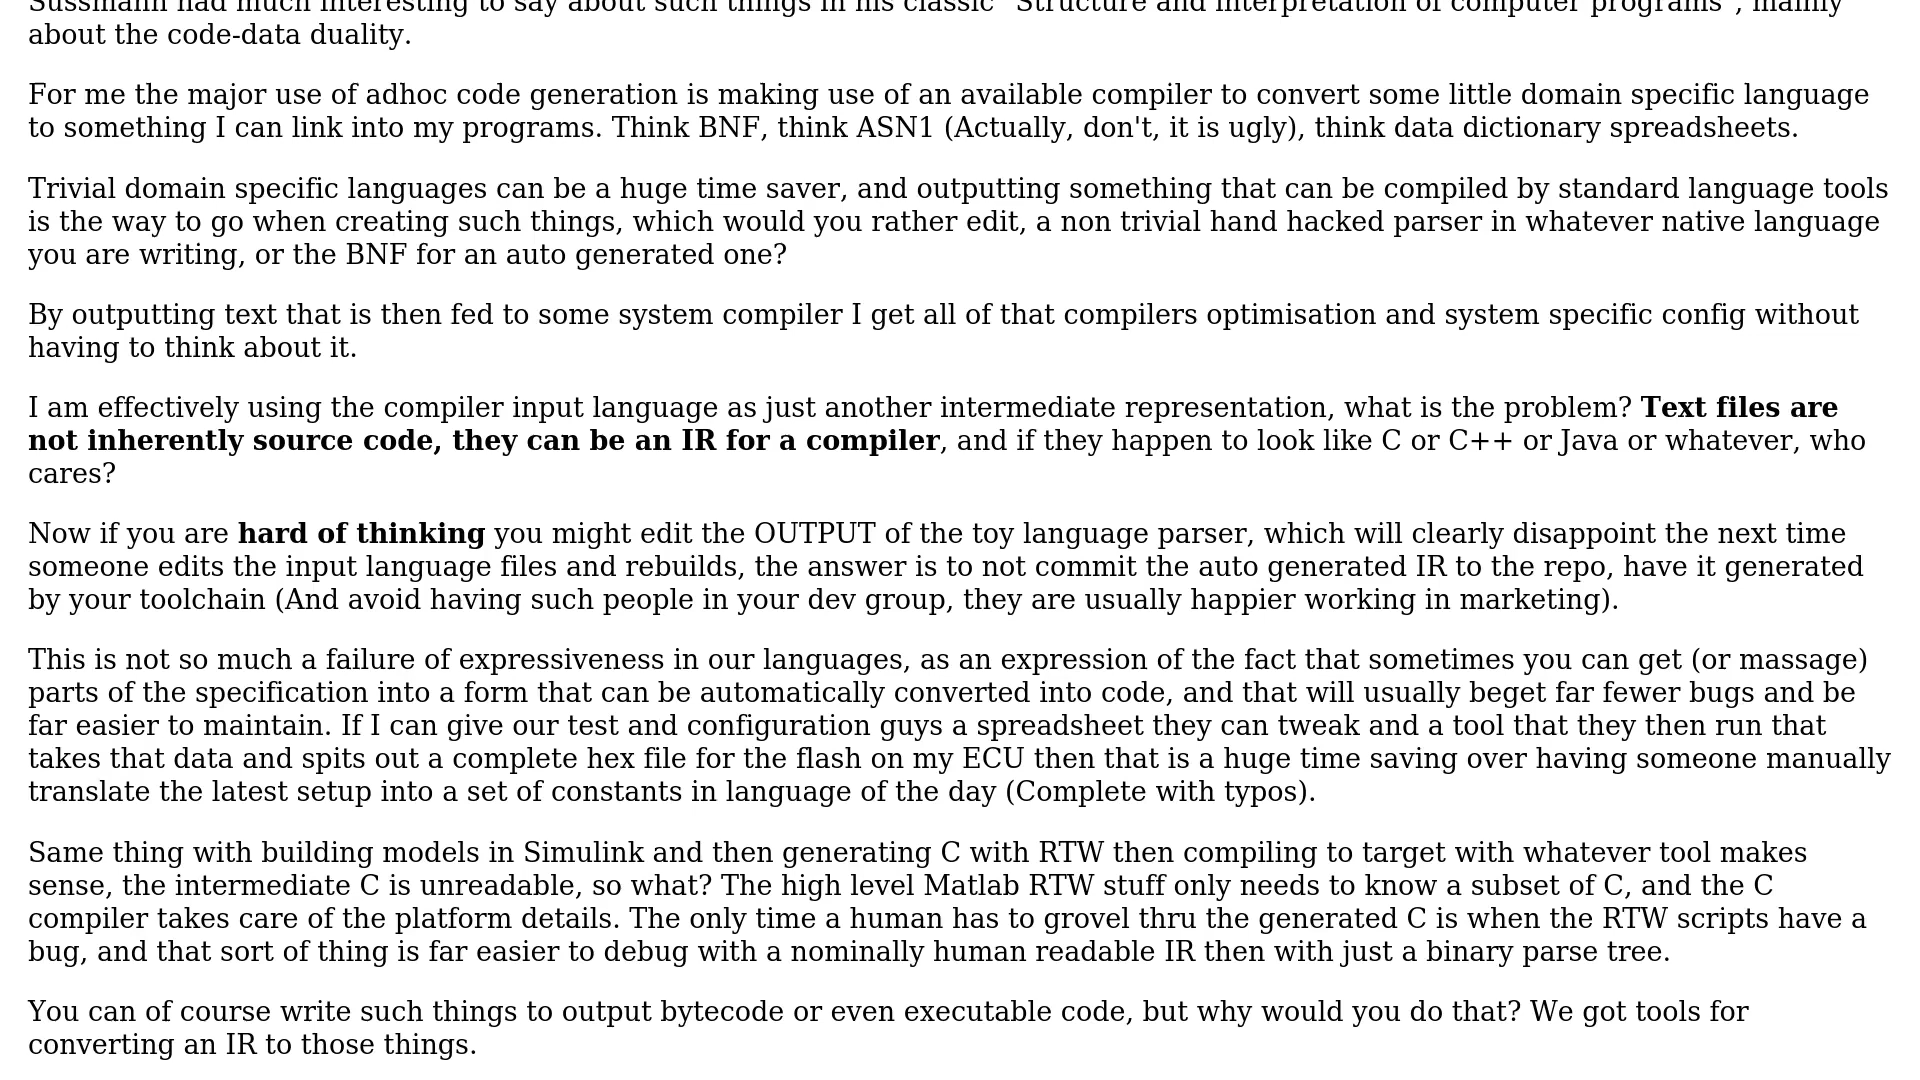 Sussmann had much interesting to say about such things in his classic "Structure and interpretation of computer programs", mainly
about the code-data duality.
For me the major use of adhoc code generation is making use of an available compiler to convert some little domain specific language
to something I can link into my programs. Think BNF, think ASN1 (Actually, don't, it is ugly), think data dictionary spreadsheets.
Trivial domain specific languages can be a huge time saver, and outputting something that can be compiled by standard language tools
is the way to go when creating such things, which would you rather edit, a non trivial hand hacked parser in whatever native language
you are writing, or the BNF for an auto generated one?
By outputting text that is then fed to some system compiler I get all of that compilers optimisation and system specific config without
having to think about it.
I am effectively using the compiler input language as just another intermediate representation, what is the problem? Text files are
not inherently source code, they can be an IR for a compiler, and if they happen to look like C or C++ or Java or whatever, who
cares?
Now if you are hard of thinking you might edit the OUTPUT of the toy language parser, which will clearly disappoint the next time
someone edits the input language files and rebuilds, the answer is to not commit the auto generated IR to the repo, have it generated
by your toolchain (And avoid having such people in your dev group, they are usually happier working in marketing).
This is not so much a failure of expressiveness in our languages, as an expression of the fact that sometimes you can get (or massage)
parts of the specification into a form that can be automatically converted into code, and that will usually beget far fewer bugs and be
far easier to maintain. If I can give our test and configuration guys a spreadsheet they can tweak and a tool that they then run that
takes that data and spits out a complete hex file for the flash on my ECU then that is a huge time saving over having someone manually
translate the latest setup into a set of constants in language of the day (Complete with typos).
Same thing with building models in Simulink and then generating C with RTW then compiling to target with whatever tool makes
sense, the intermediate C is unreadable, so what? The high level Matlab RTW stuff only needs to know a subset of C, and the C
compiler takes care of the platform details. The only time a human has to grovel thru the generated C is when the RTW scripts have a
bug, and that sort of thing is far easier to debug with a nominally human readable IR then with just a binary parse tree.
You can of course write such things to output bytecode or even executable code, but why would you do that? We got tools for
converting an IR to those things.